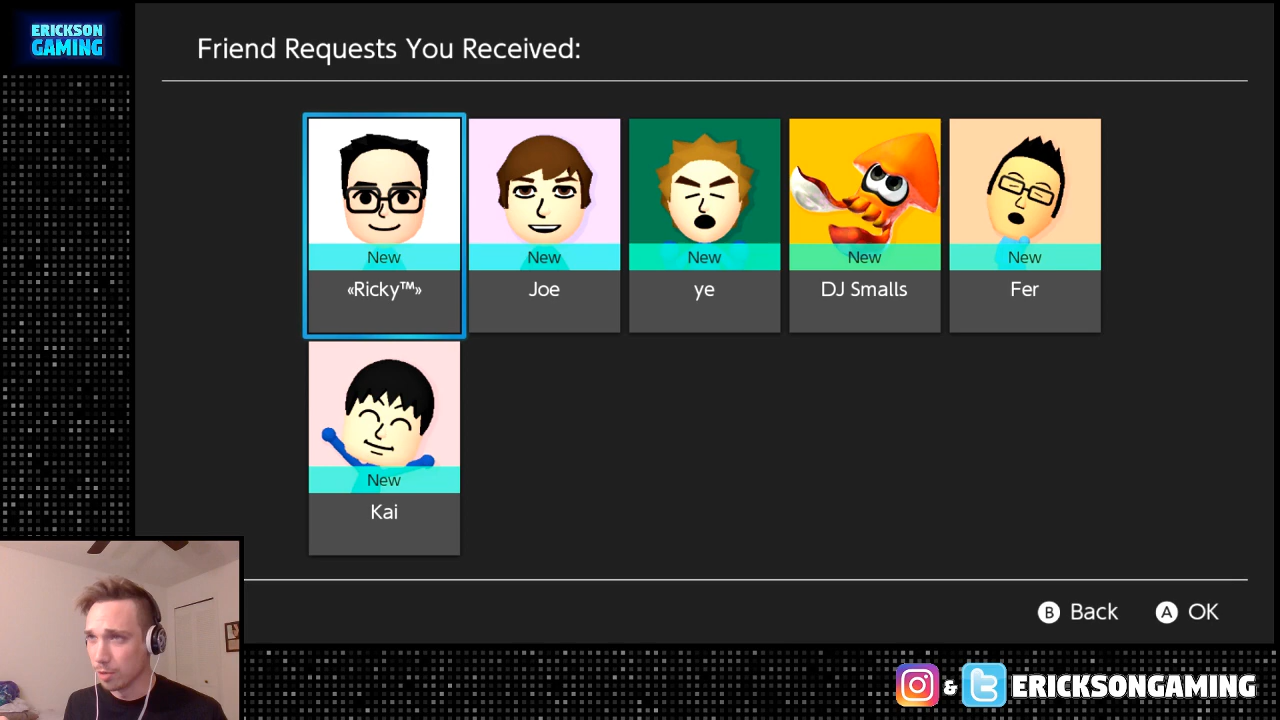 ERICKSON
GAMING
Friend Requests You Received:
New
«Ricky™»
New
Joe
New
ye
New
DJ Smalls
New
Fer
New
Kai
B Back
A OK
& ERICKSONGAMING